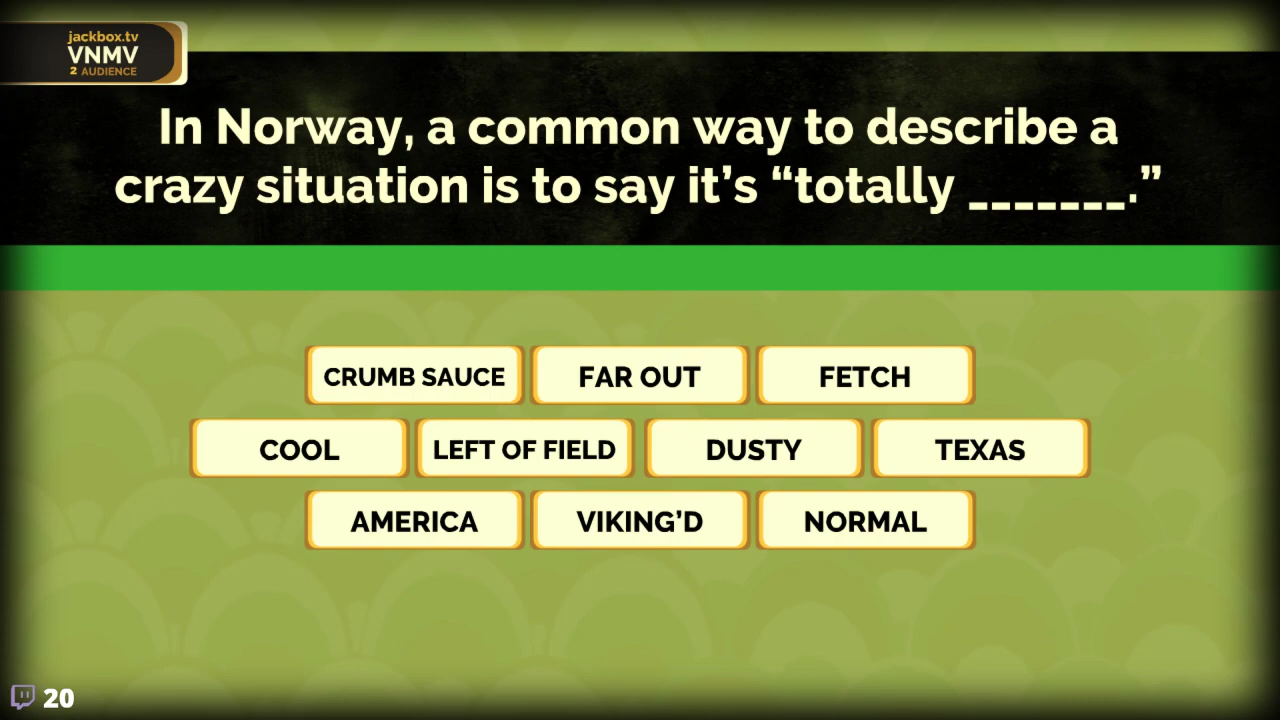 jackbox.tv
VNMV
2 AUDIENCE
In Norway, a common way to describe a
crazy situation is to say it’s “totally _______.”
CRUMB SAUCE
FAR OUT
FETCH
COOL
LEFT OF FIELD
DUSTY
TEXAS
AMERICA
VIKING’D
NORMAL
20